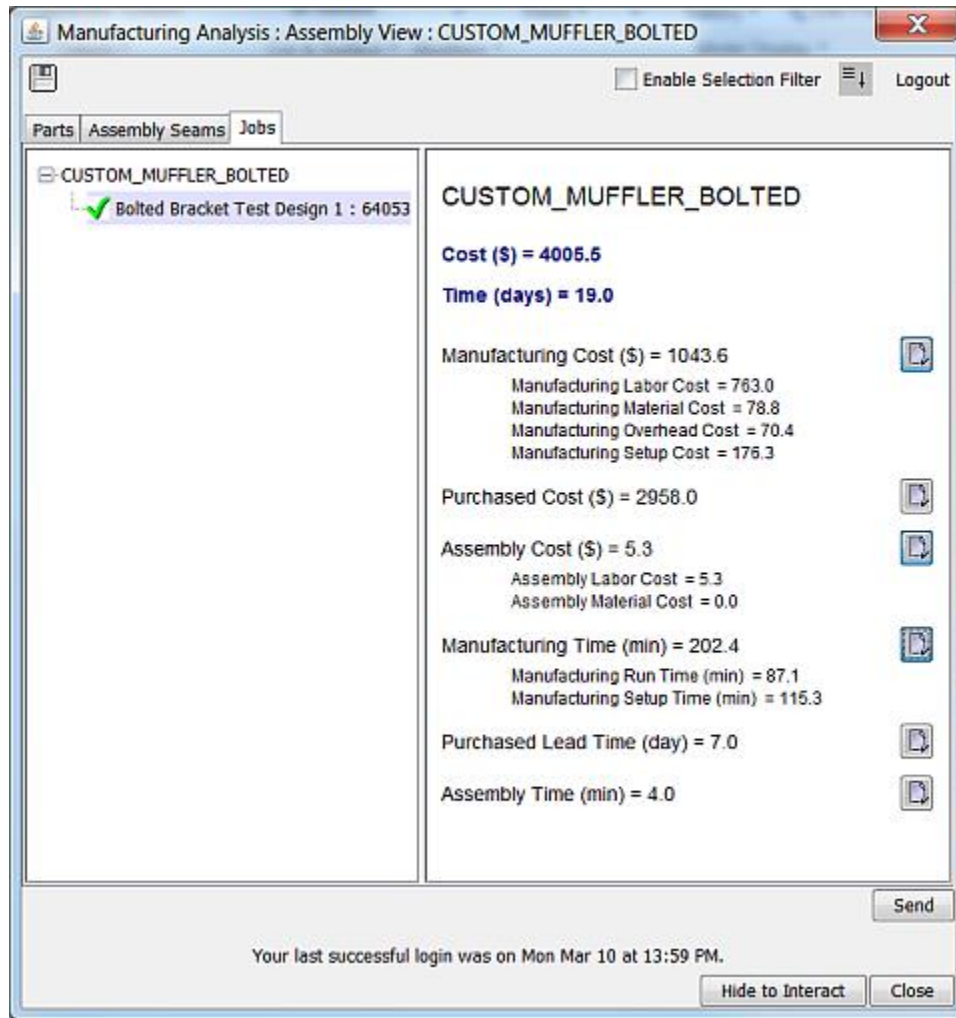 Manufacturing Analysis : Assembly View : CUSTOM_MUFFLER_BOLTED
Enable Selection Filter
Logout
Parts
Assembly Seams
Jobs
CUSTOM_MUFFLER_BOLTED
Bolted Bracket Test Design 1 : 64053
CUSTOM_MUFFLER_BOLTED
Cost ($) = 4005.5
Time (days) = 19.0
Manufacturing Cost ($) = 1043.6
Manufacturing Labor Cost = 763.0
Manufacturing Material Cost = 78.8
Manufacturing Overhead Cost = 70.4
Manufacturing Setup Cost = 176.3
Purchased Cost ($) = 2958.0
Assembly Cost ($) = 5.3
Assembly Labor Cost = 5.3
Assembly Material Cost = 0.0
Manufacturing Time (min) = 202.4
Manufacturing Run Time (min) = 87.1
Manufacturing Setup Time (min) = 115.3
Purchased Lead Time (day) = 7.0
Assembly Time (min) = 4.0
Send
Your last successful login was on Mon Mar 10 at 13:59 PM.
Hide to Interact
Close